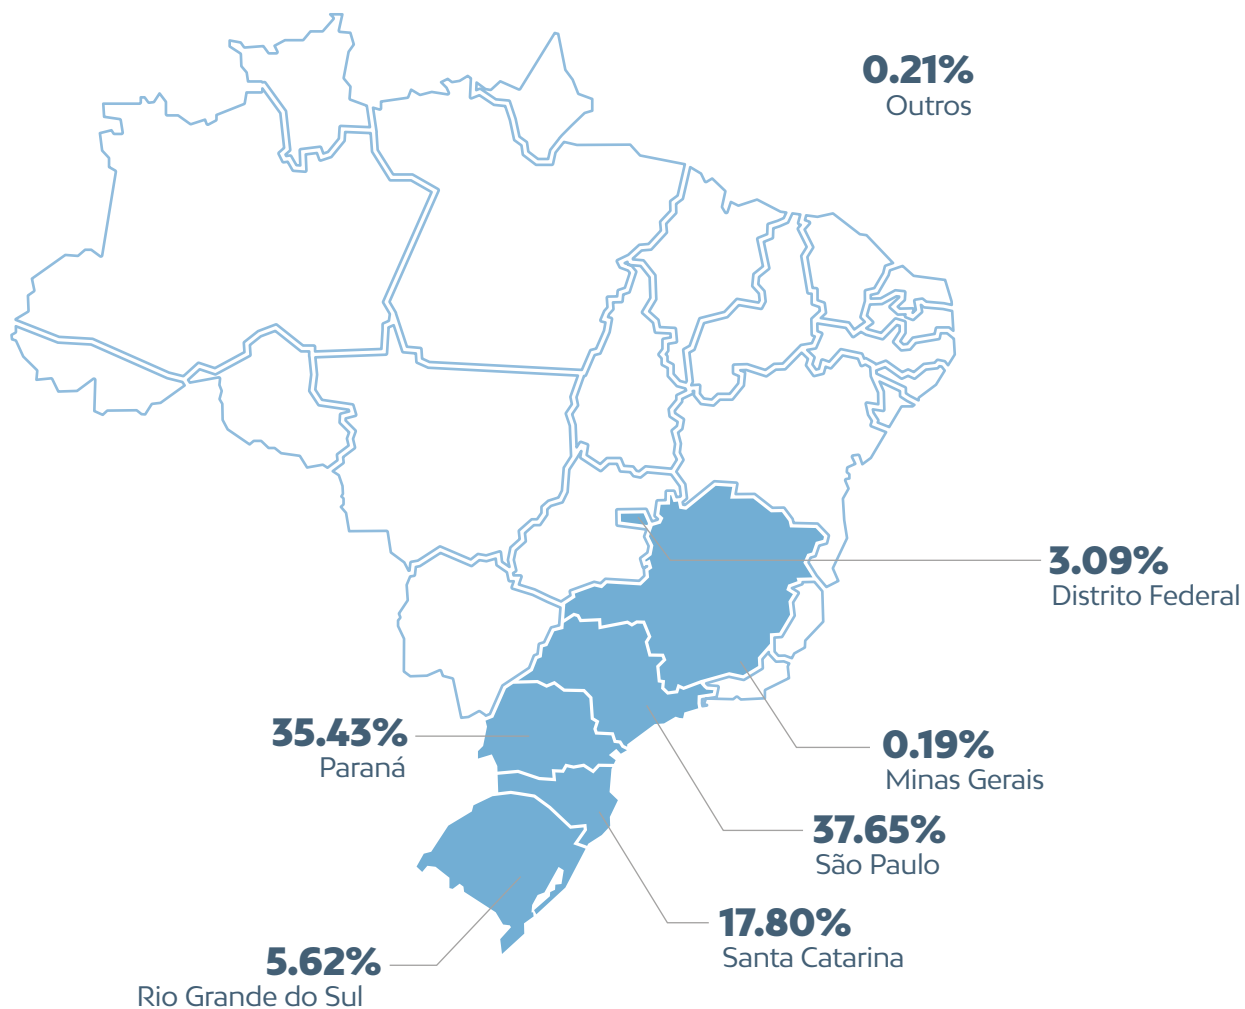 0.21%
Outros
3.09%
Distrito Federal
35.43%
Paraná
0.19%
Minas Gerais
37.65%
São Paulo
17.80%
Santa Catarina
5.62%
Rio Grande do Sul